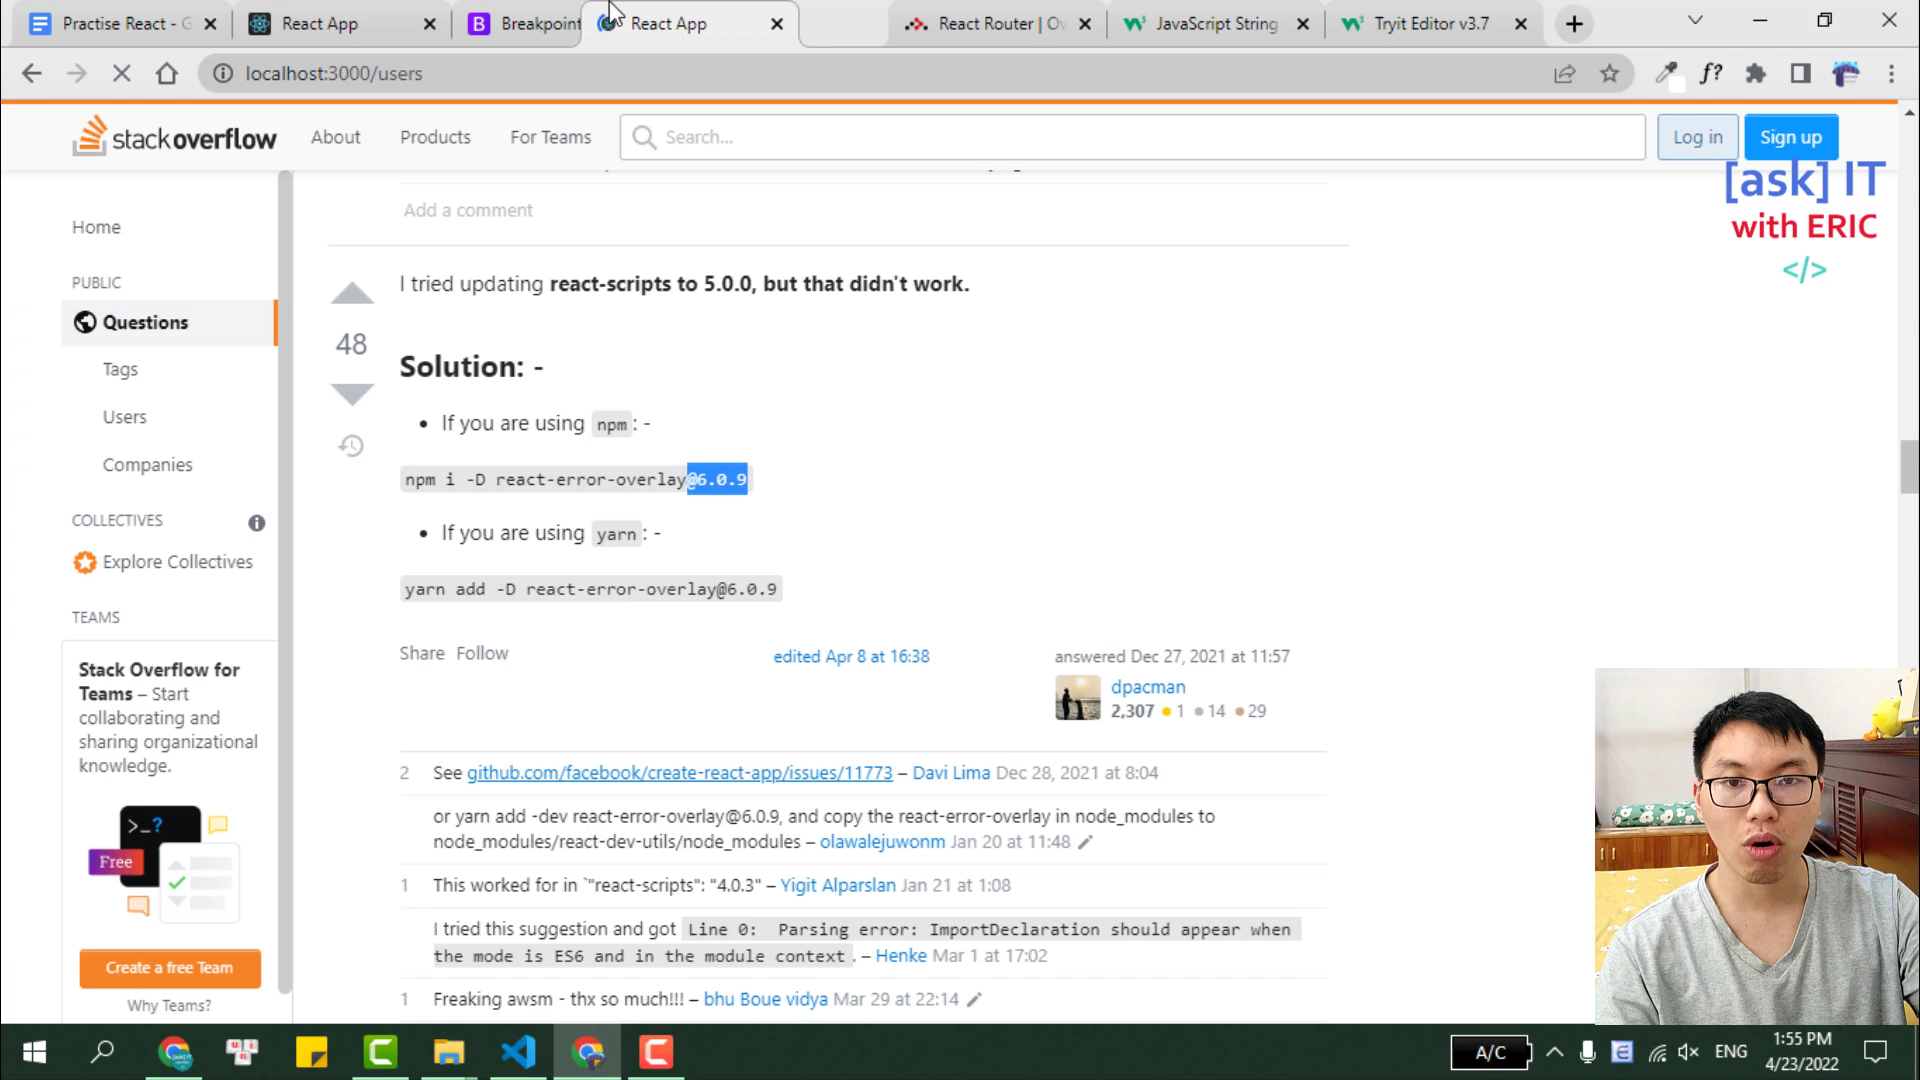 Practise React - G
React App
Breakpoint
React App
React Router | Ov
JavaScript String
Tryit Editor v3.7
localhost:3000/users
f?
stackoverflow
About
Products
For Teams
Search...
Log in
Sign up
[ask] IT
with ERIC
</>
Home
PUBLIC
Questions
Tags
Users
Companies
COLLECTIVES
Explore Collectives
TEAMS
Stack Overflow for
Teams – Start
collaborating and
sharing organizational
knowledge.
>_?
Free
Create a free Team
Why Teams?
Add a comment
I tried updating react-scripts to 5.0.0, but that didn't work.
48
Solution: -
• If you are using npm: -
npm i -D react-error-overlay@6.0.9
• If you are using yarn: -
yarn add -D react-error-overlay@6.0.9
Share Follow
edited Apr 8 at 16:38
answered Dec 27, 2021 at 11:57
dpacman
2,307 ● 1 ● 14 ● 29
2 See github.com/facebook/create-react-app/issues/11773 – Davi Lima Dec 28, 2021 at 8:04
or yarn add -dev react-error-overlay@6.0.9, and copy the react-error-overlay in node_modules to
node_modules/react-dev-utils/node_modules – olawalejuwonm Jan 20 at 11:48
1 This worked for in `"react-scripts": "4.0.3" – Yigit Alparslan Jan 21 at 1:08
I tried this suggestion and got Line 0: Parsing error: ImportDeclaration should appear when
the mode is ES6 and in the module context. – Henke Mar 1 at 17:02
1 Freaking awsm - thx so much!!! – bhu Boue vidya Mar 29 at 22:14
A/C
ENG
1:55 PM
4/23/2022